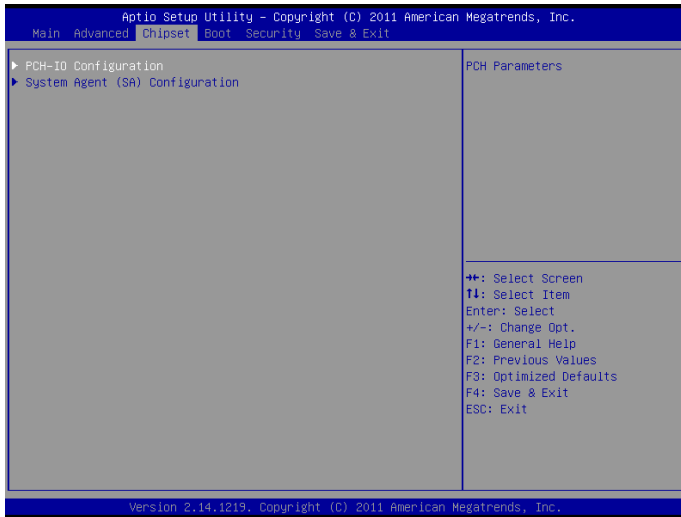 Aptio Setup Utility – Copyright (C) 2011 American Megatrends, Inc.
Main Advanced Chipset Boot Security Save & Exit
PCH-IO Configuration
System Agent (SA) Configuration
PCH Parameters
→←: Select Screen
↑↓: Select Item
Enter: Select
+/-: Change Opt.
F1: General Help
F2: Previous Values
F3: Optimized Defaults
F4: Save & Exit
ESC: Exit
Version 2.14.1219. Copyright (C) 2011 American Megatrends, Inc.